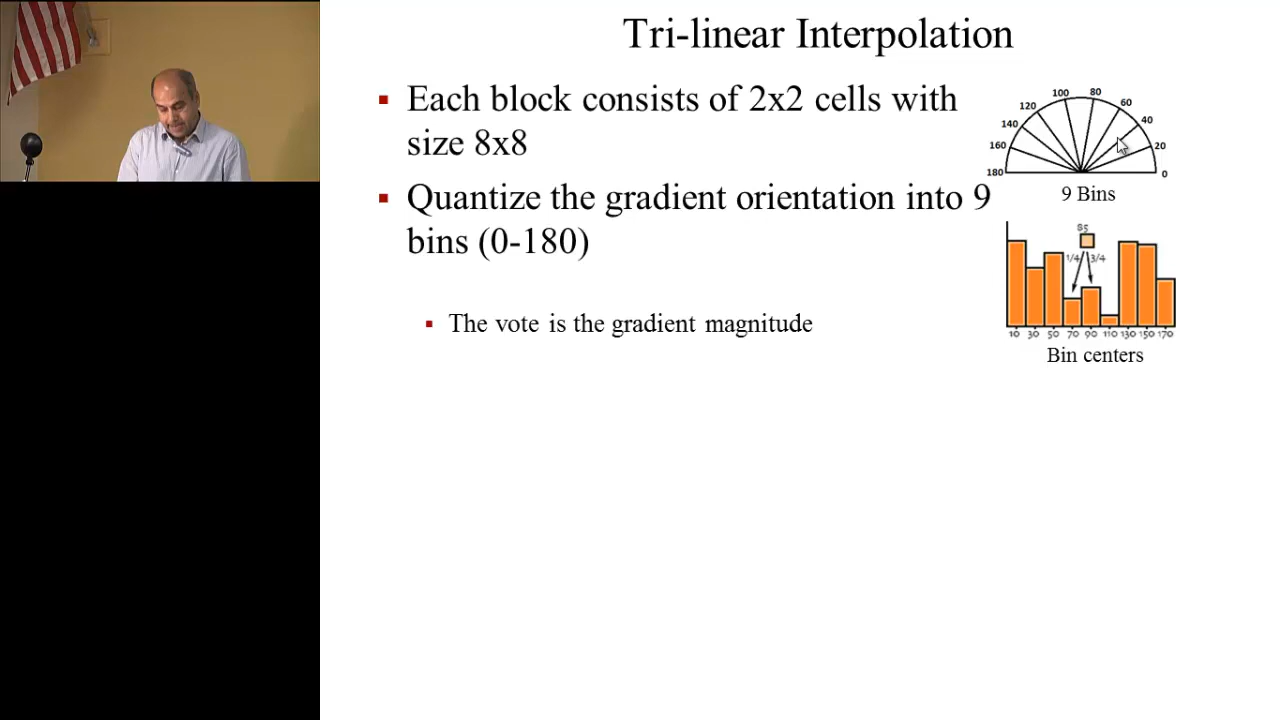 Tri-linear Interpolation
▪ Each block consists of 2x2 cells with
size 8x8
▪ Quantize the gradient orientation into 9
bins (0-180)
▪ The vote is the gradient magnitude
100 80
120 60
140 40
160 20
180 0
9 Bins
85
1/4 3/4
10 30 50 70 90 110 130 150 170
Bin centers